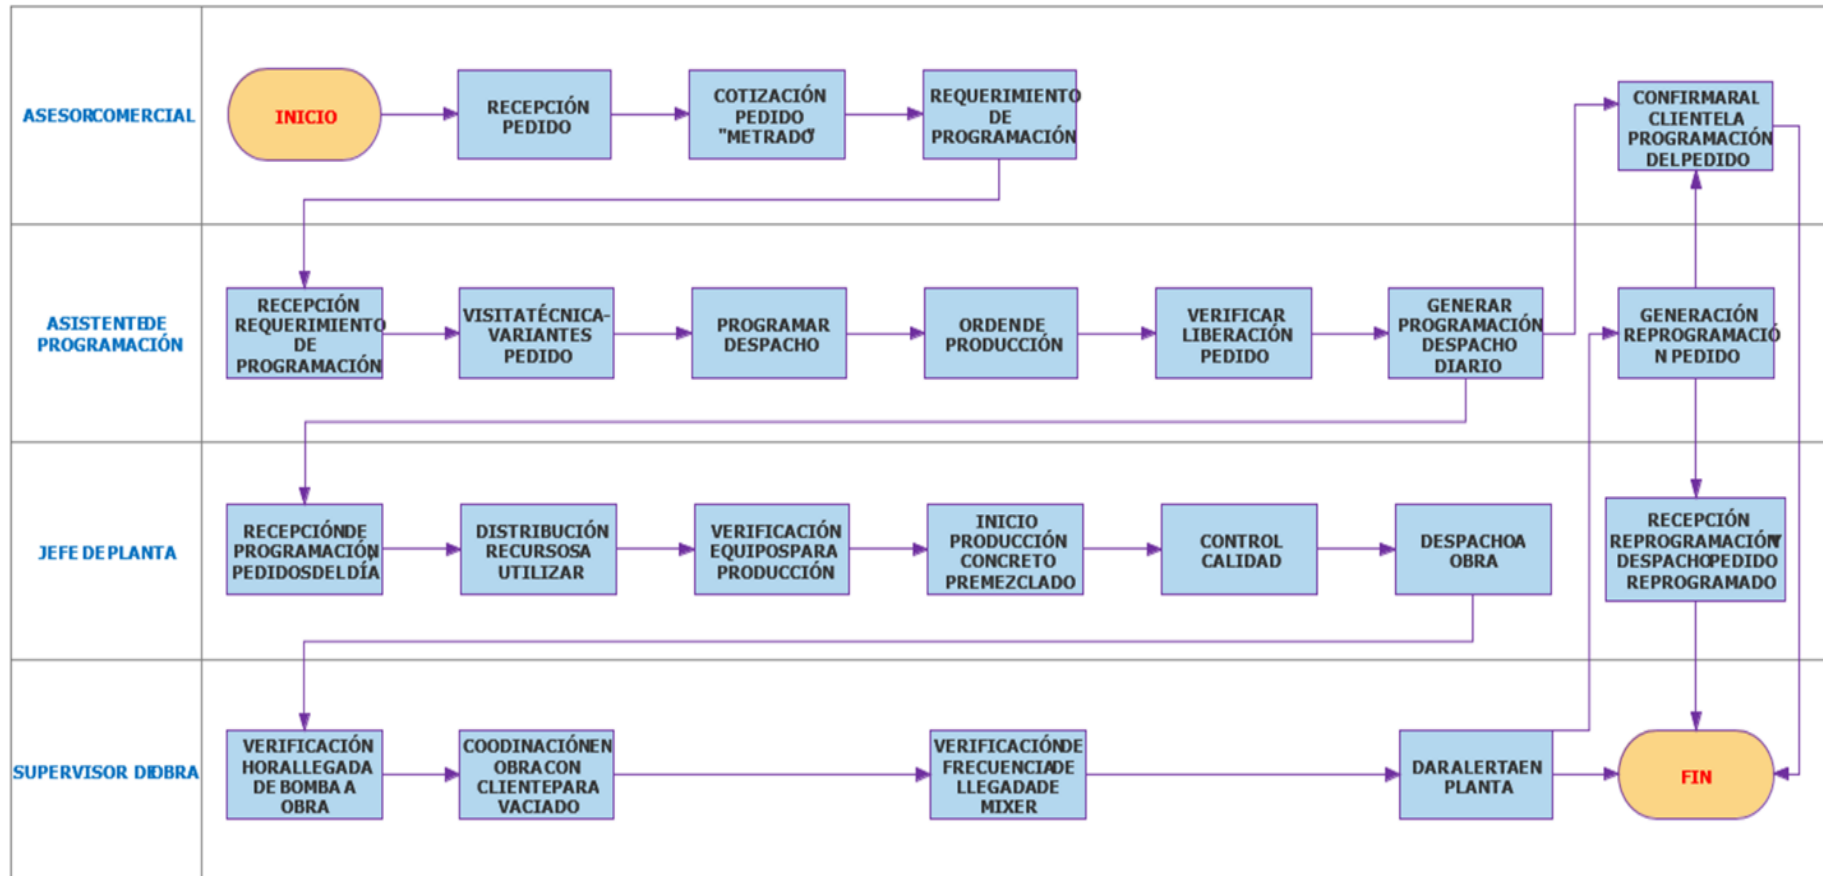 ASESORCOMERCIAL
INICIO
RECEPCIÓN
PEDIDO
COTIZACIÓN
PEDIDO
"METRADO"
REQUERIMIENTO
DE
PROGRAMACIÓN
CONFIRMARAL
CLIENTELA
PROGRAMACIÓN
DELPEDIDO
ASISTENTEDE
PROGRAMACIÓN
RECEPCIÓN
REQUERIMIENTO
DE
PROGRAMACIÓN
VISITATÉCNICA-
VARIANTES
PEDIDO
PROGRAMAR
DESPACHO
ORDENDE
PRODUCCIÓN
VERIFICAR
LIBERACIÓN
PEDIDO
GENERAR
PROGRAMACIÓN
DESPACHO
DIARIO
GENERACIÓN
REPROGRAMACIÓ
N PEDIDO
JEFE DEPLANTA
RECEPCIÓNDE
PROGRAMACIÓN
PEDIDOSDELDÍA
DISTRIBUCIÓN
RECURSOSA
UTILIZAR
VERIFICACIÓN
EQUIPOSPARA
PRODUCCIÓN
INICIO
PRODUCCIÓN
CONCRETO
PREMEZCLADO
CONTROL
CALIDAD
DESPACHOA
OBRA
RECEPCIÓN
REPROGRAMACIÓNY
DESPACHOPEDIDO
REPROGRAMADO
SUPERVISOR DEOBRA
VERIFICACIÓN
HORALLEGADA
DEBOMBAA
OBRA
COODINACIÓNEN
OBRACON
CLIENTEPARA
VACIADO
VERIFICACIÓNDE
FRECUENCIADE
LLEGADADE
MIXER
DARALERTAEN
PLANTA
FIN